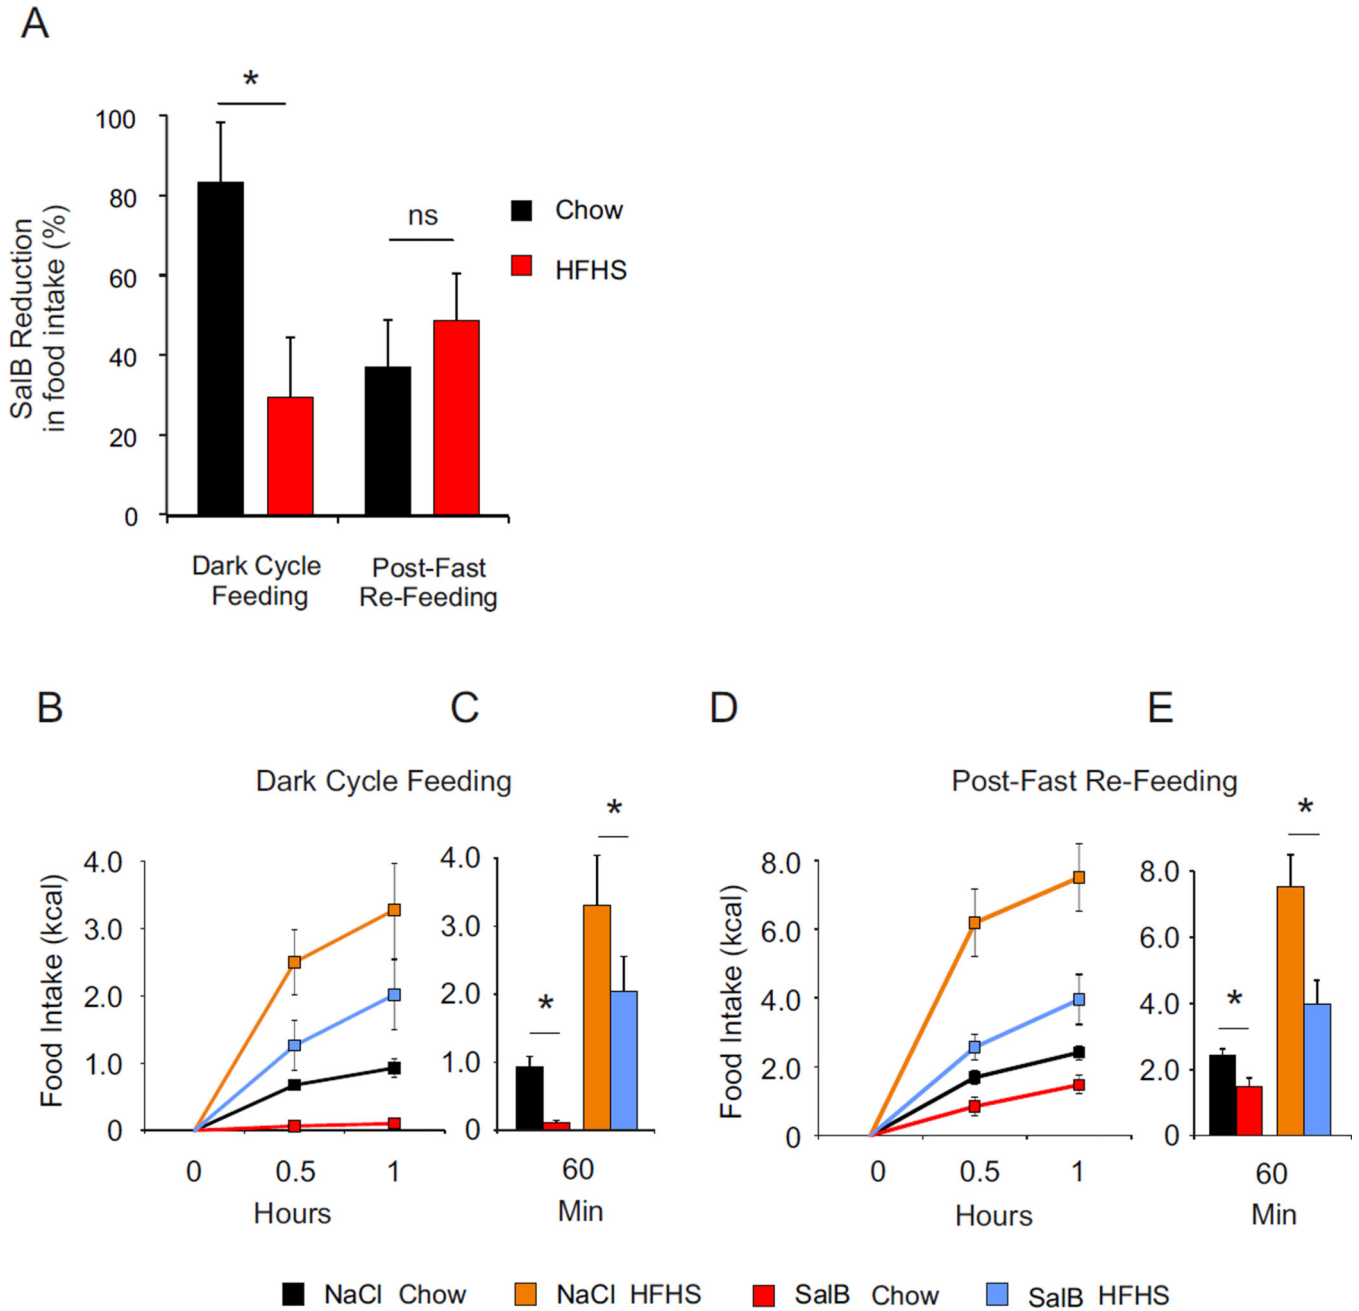 A
*
100
80
60
40
20
0
SalB Reduction
in food intake (%)
ns
Chow
HFHS
Dark Cycle
Feeding
Post-Fast
Re-Feeding
B
C
D
E
Dark Cycle Feeding
Post-Fast Re-Feeding
Food Intake (kcal)
4.0
3.0
2.0
1.0
0
0 0.5 1
Hours
4.0
3.0
2.0
1.0
0
*
*
60
Min
Food Intake (kcal)
8.0
6.0
4.0
2.0
0
0 0.5 1
Hours
8.0
6.0
4.0
2.0
0
*
*
60
Min
NaCl Chow NaCl HFHS SalB Chow SalB HFHS